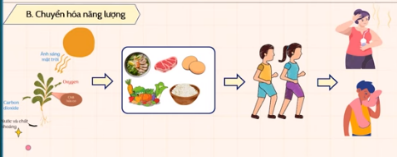 B. Chuyển hóa năng lượng
Ánh sáng
mặt trời
Oxygen
Carbon
dioxide
Nước và chất
khoáng